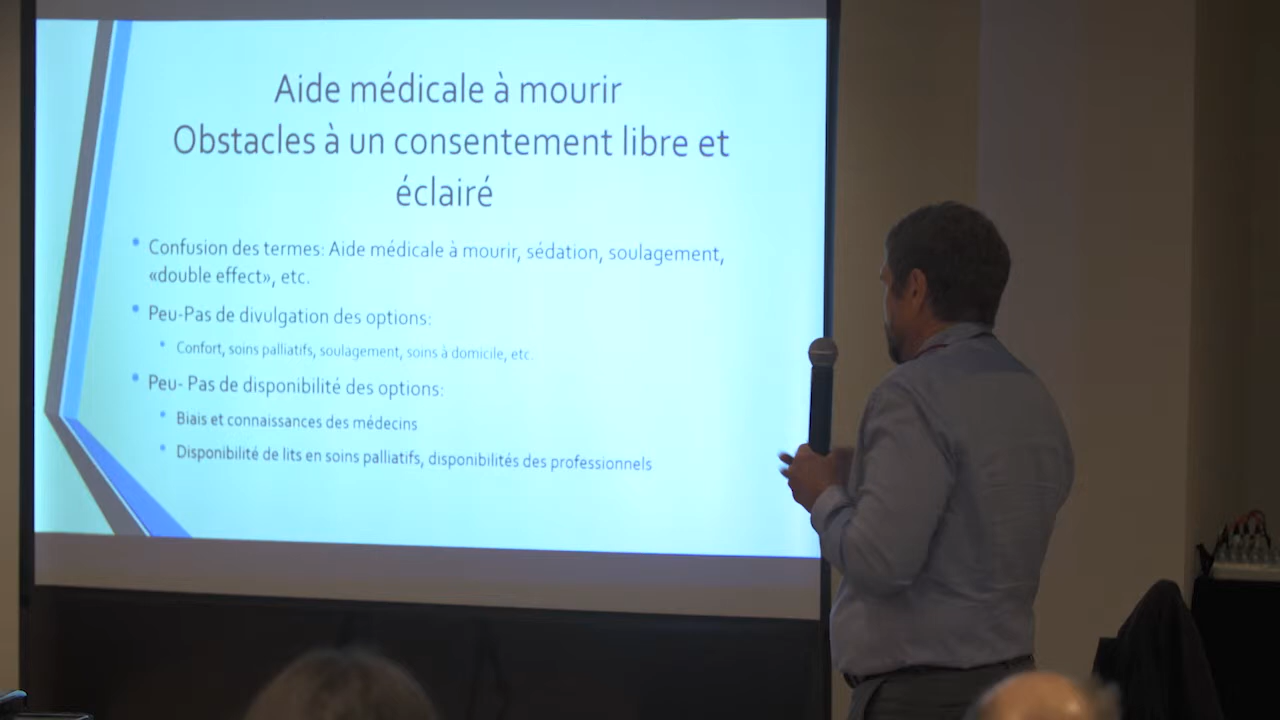 Aide médicale à mourir
Obstacles à un consentement libre et
éclairé
• Confusion des termes: Aide médicale à mourir, sédation, soulagement,
«double effect», etc.
• Peu-Pas de divulgation des options:
• Confort, soins palliatifs, soulagement, soins à domicile, etc.
• Peu- Pas de disponibilité des options:
• Biais et connaissances des médecins
• Disponibilité de lits en soins palliatifs, disponibilités des professionnels